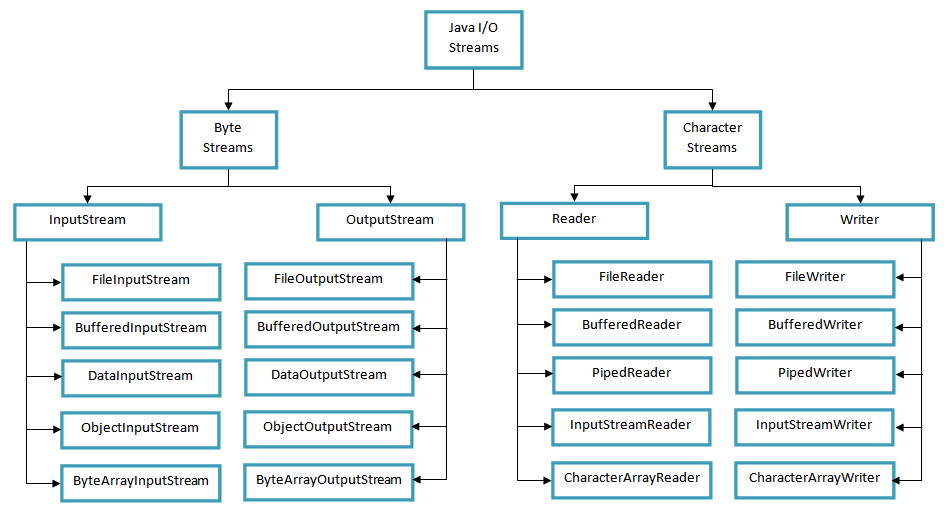 Java I/O
Streams
Byte
Streams
Character
Streams
InputStream
OutputStream
Reader
Writer
FileInputStream
FileOutputStream
FileReader
FileWriter
BufferedInputStream
BufferedOutputStream
BufferedReader
BufferedWriter
DataInputStream
DataOutputStream
PipedReader
PipedWriter
ObjectInputStream
ObjectOutputStream
InputStreamReader
InputStreamWriter
ByteArrayInputStream
ByteArrayOutputStream
CharacterArrayReader
CharacterArrayWriter